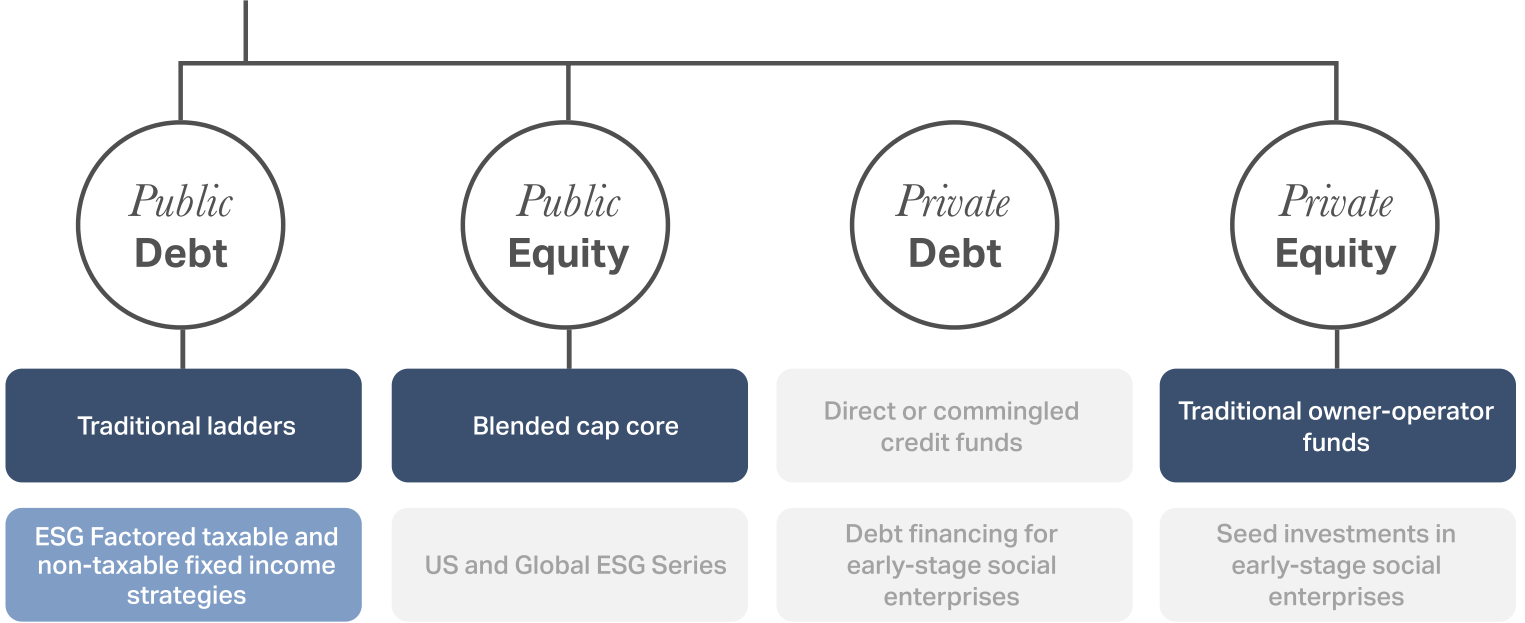 Public
Debt
Public
Equity
Private
Debt
Private
Equity
Traditional ladders
Blended cap core
Direct or commingled
credit funds
Traditional owner-operator
funds
ESG Factored taxable and
non-taxable fixed income
strategies
US and Global ESG Series
Debt financing for
early-stage social
enterprises
Seed investments in
early-stage social
enterprises